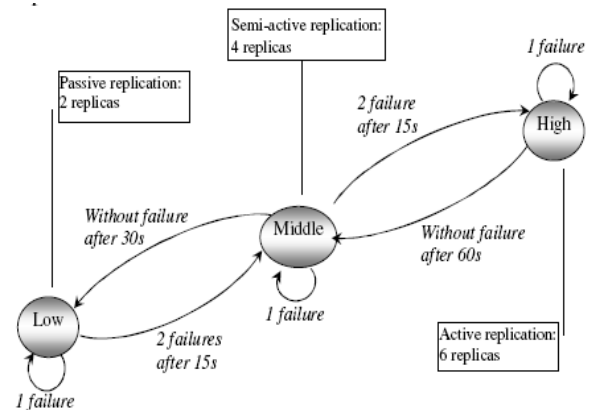 Semi-active replication:
4 replicas
1 failure
Passive replication:
2 replicas
2 failure
after 15s
High
Without failure
after 30s
Middle
Without failure
after 60s
1 failure
Low
2 failures
after 15s
Active replication:
6 replicas
1 failure